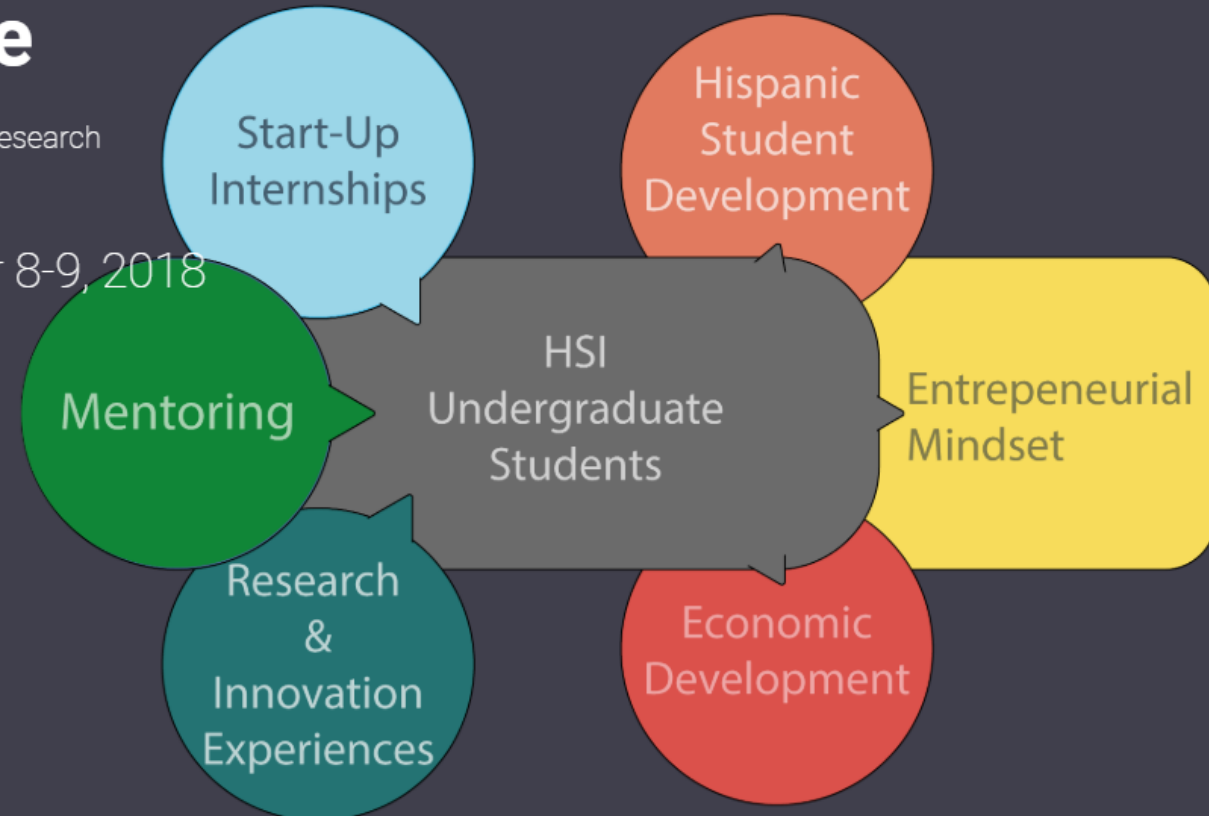 e
esearch
8-9, 2018
Start-Up
Internships
Hispanic
Student
Development
Mentoring
HSI
Undergraduate
Students
Entrepeneurial
Mindset
Research
&
Innovation
Experiences
Economic
Development